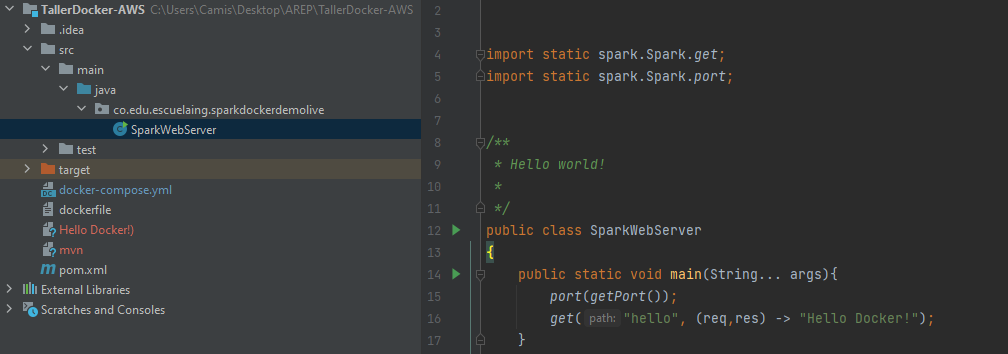 TallerDocker-AWS C:\Users\Camis\Desktop\AREP\TallerDocker-AWS
.idea
src
main
java
co.edu.escuelaing.sparkdockerdemolive
SparkWebServer
test
target
docker-compose.yml
dockerfile
Hello Docker!)
mvn
pom.xml
External Libraries
Scratches and Consoles
2
3
4 import static spark.Spark.get;
5 import static spark.Spark.port;
6
7
8 /**
9 * Hello world!
10 *
11 */
12 public class SparkWebServer
13 {
14 public static void main(String... args){
15 port(getPort());
16 get( path: "hello", (req,res) -> "Hello Docker!");
17 }